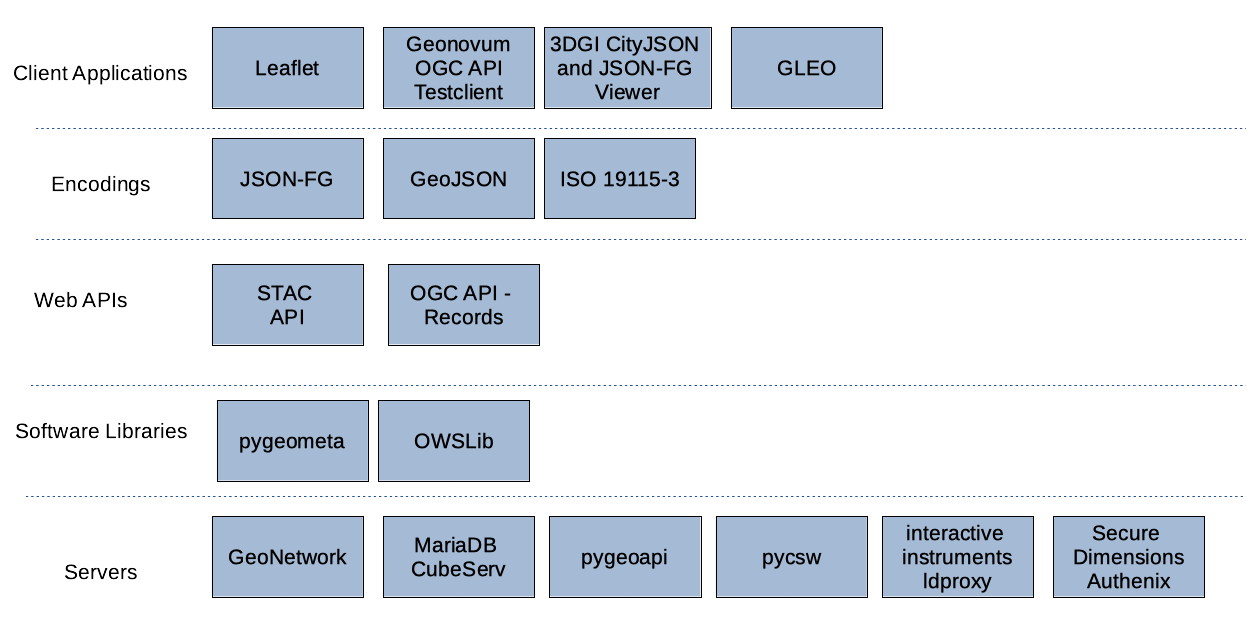 Client Applications
Leaflet
Geonovum
OGC API
Testclient
3DGI CityJSON
and JSON-FG
Viewer
GLEO
Encodings
JSON-FG
GeoJSON
ISO 19115-3
Web APIs
STAC
API
OGC API -
Records
Software Libraries
pygeometa
OWSLib
Servers
GeoNetwork
MariaDB
CubeServ
pygeoapi
pycsw
interactive
instruments
ldproxy
Secure
Dimensions
Authenix